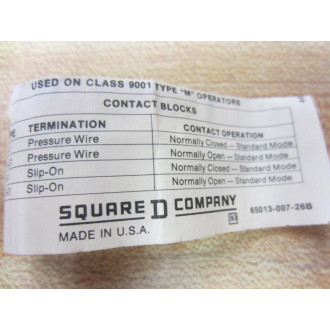 USED ON CLASS 9001 TYPE "M" OPERATORS
CONTACT BLOCKS
TERMINATION CONTACT OPERATION
Pressure Wire Normally Closed — Standard Mode
Pressure Wire Normally Open — Standard Mode
Slip-On Normally Closed — Standard Mode
Slip-On Normally Open — Standard Mode
SQUARE D COMPANY
MADE IN U.S.A. 65013-007-26B